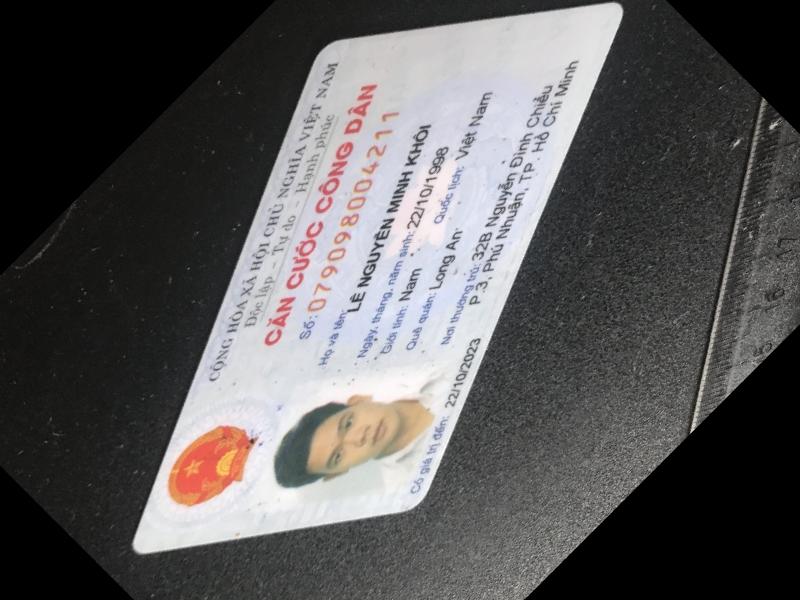 CỘNG HÒA XÃ HỘI CHỦ NGHĨA VIỆT NAM
Độc lập - Tự do - Hạnh phúc
CĂN CƯỚC CÔNG DÂN
Số: 079098004211
Họ và tên: LÊ NGUYỄN MINH KHÔI
Ngày, tháng, năm sinh: 22/10/1998
Giới tính: Nam Quốc tịch: Việt Nam
Quê quán: Long An
Nơi thường trú: 32B Nguyễn Đình Chiểu
P.3, Phú Nhuận, TP. Hồ Chí Minh
Có giá trị đến: 22/10/2023
16 17